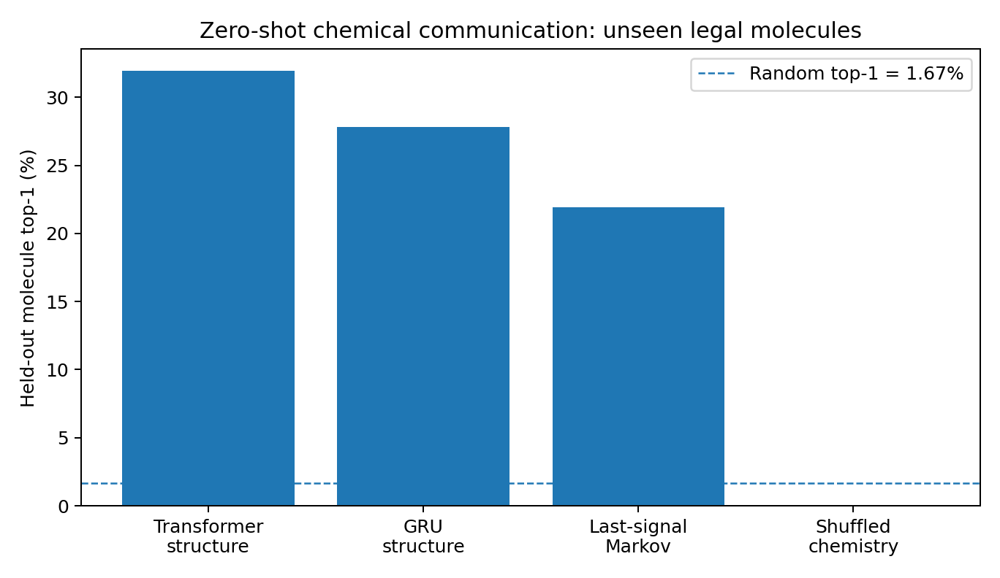 Zero-shot chemical communication: unseen legal molecules
Random top-1 = 1.67%
Held-out molecule top-1 (%)
30
25
20
15
10
5
0
Transformer
structure
GRU
structure
Last-signal
Markov
Shuffled
chemistry